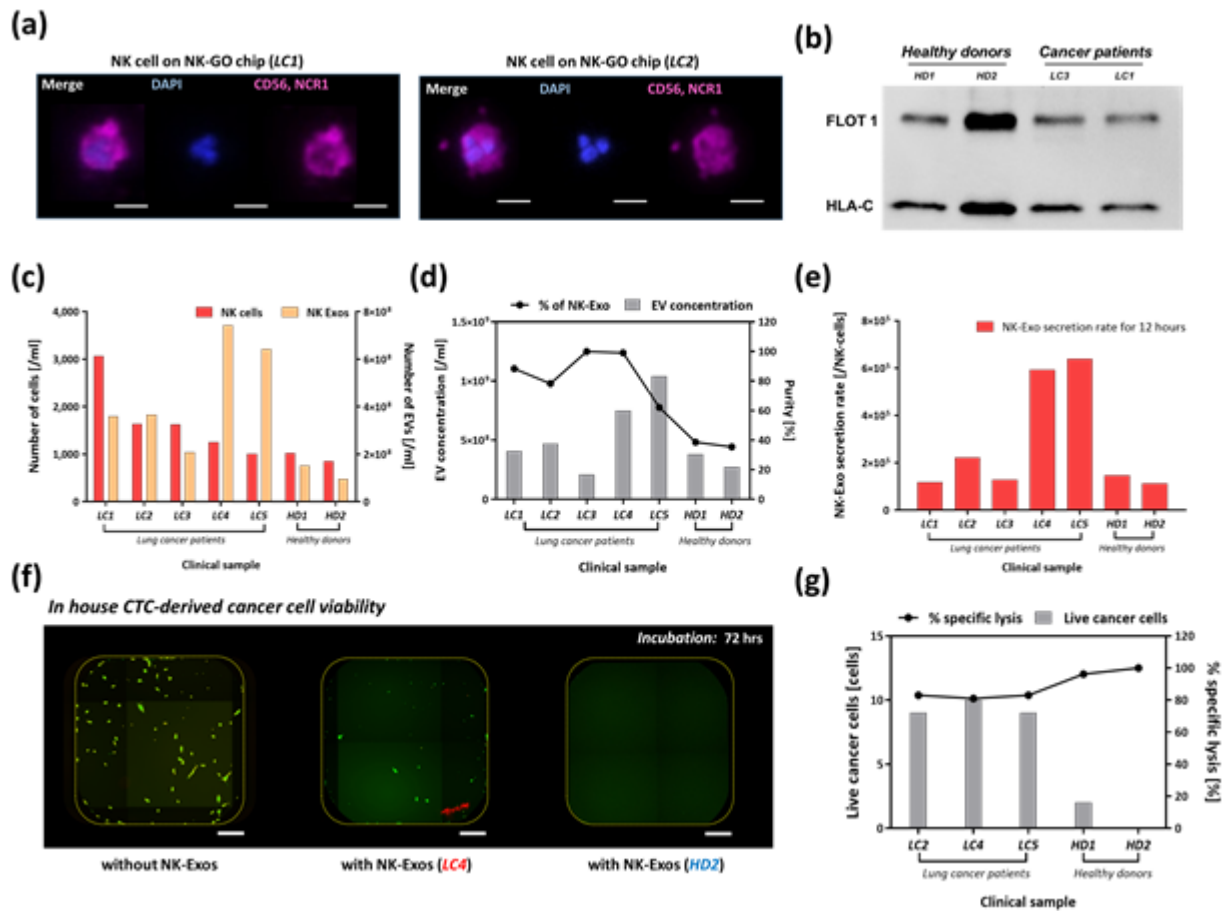 (a)
NK cell on NK-GO chip (LC1)
Merge DAPI CD56, NCR1
NK cell on NK-GO chip (LC2)
Merge DAPI CD56, NCR1
(b)
Healthy donors Cancer patients
HD1 HD2 LC3 LC1
FLOT 1
HLA-C
(c)
NK cells NK Exos
Number of cells [/ml]
4,000
3,000
2,000
1,000
0
Number of EVs [/ml]
8×10⁸
6×10⁸
4×10⁸
2×10⁸
0
LC1 LC2 LC3 LC4 LC5 HD1 HD2
Lung cancer patients Healthy donors
Clinical sample
(d)
% of NK-Exo EV concentration
EV concentration [/ml]
0
Purity [%]
120
100
80
60
40
20
0
LC1 LC2 LC3 LC4 LC5 HD1 HD2
Lung cancer patients Healthy donors
Clinical sample
(e)
NK-Exo secretion rate for 12 hours
NK-Exo secretion rate [/NK-cells]
8×10⁵
6×10⁵
4×10⁵
2×10⁵
0
LC1 LC2 LC3 LC4 LC5 HD1 HD2
Lung cancer patients Healthy donors
Clinical sample
(f)
In house CTC-derived cancer cell viability
Incubation: 72 hrs
without NK-Exos
with NK-Exos (LC4)
with NK-Exos (HD2)
(g)
% specific lysis Live cancer cells
Live cancer cells [cells]
15
10
5
0
% specific lysis [%]
120
100
80
60
40
20
0
LC2 LC4 LC5 HD1 HD2
Lung cancer patients Healthy donors
Clinical sample